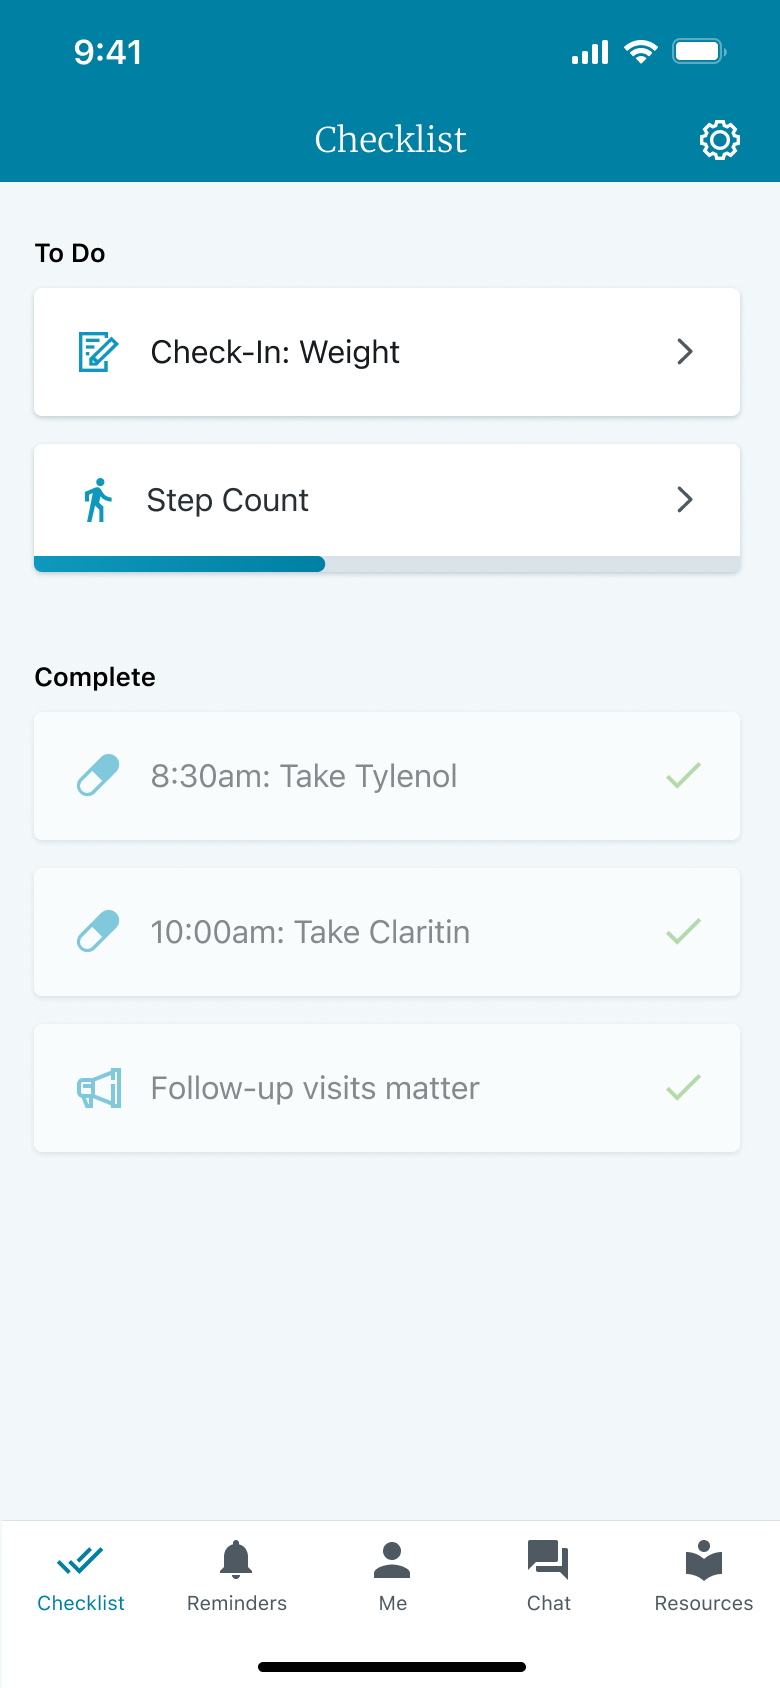 9:41
Checklist
To Do
Check-In: Weight
Step Count
Complete
8:30am: Take Tylenol
10:00am: Take Claritin
Follow-up visits matter
Checklist
Reminders
Me
Chat
Resources